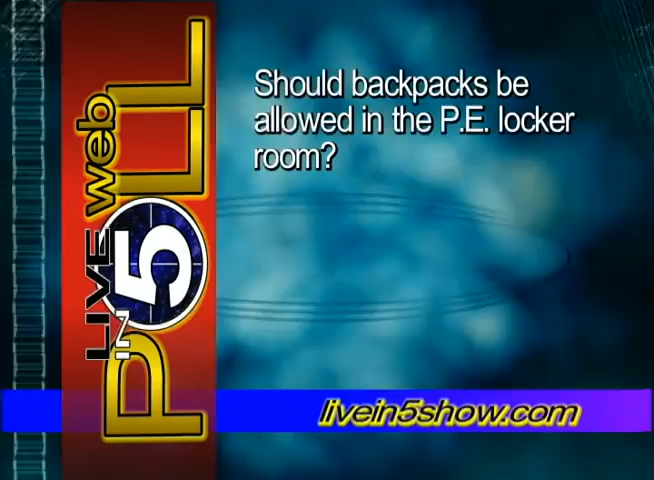 Should backpacks be
allowed in the P.E. locker
room?
LIVE
IN 5
web
POLL
livein5show.com